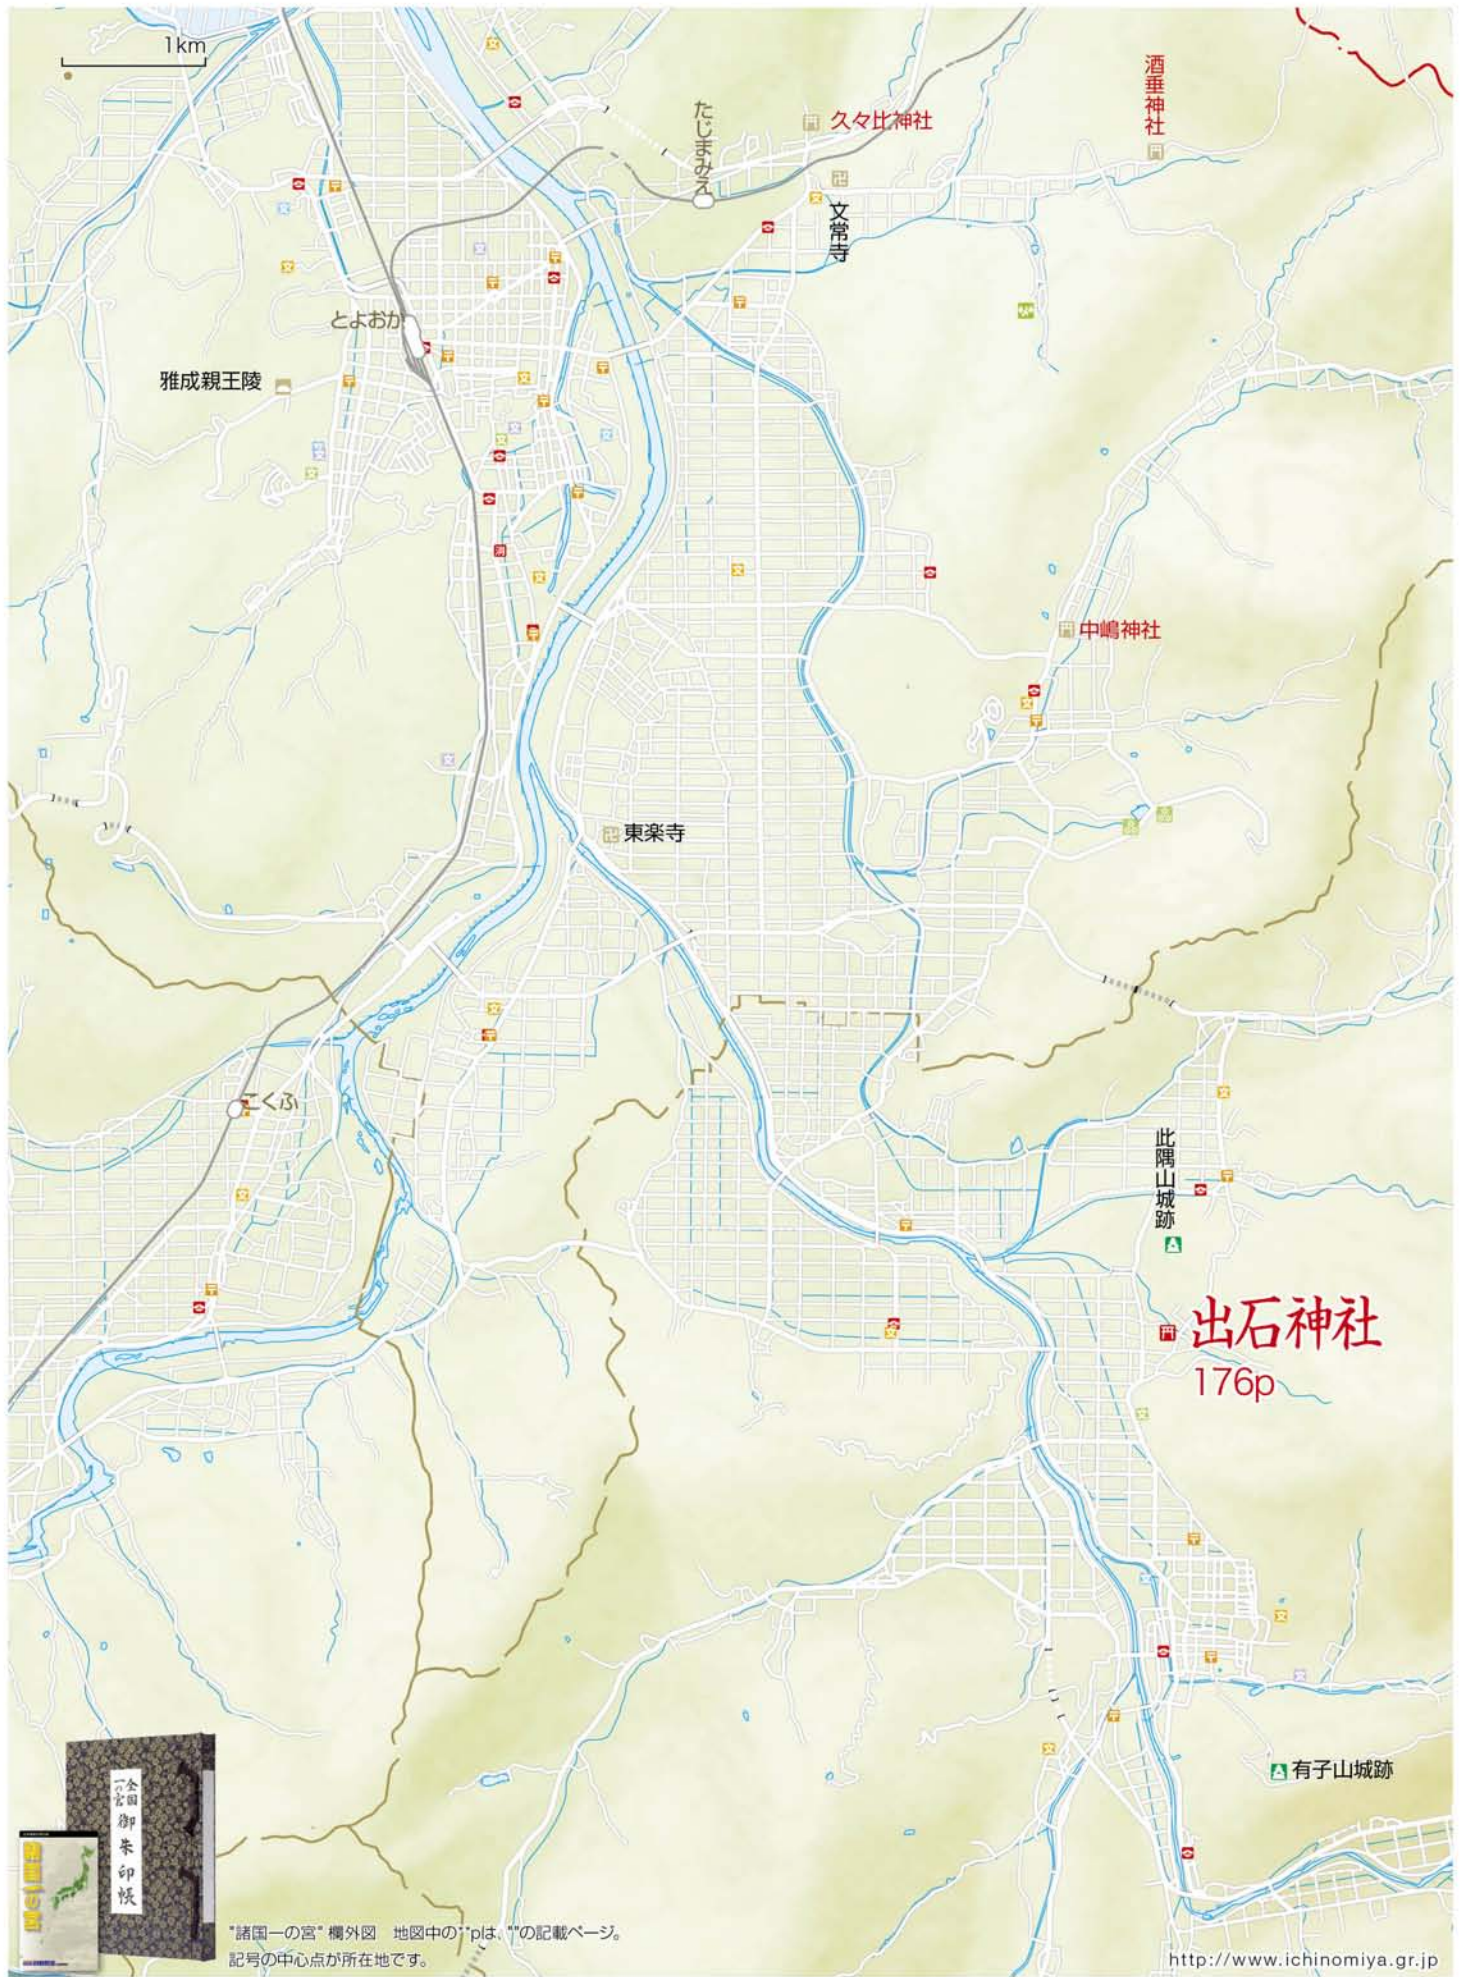 1km
酒垂神社
久々比神社
たじまみえ
文常寺
とよおか
雅成親王陵
中嶋神社
東楽寺
こくふ
此隅山城跡
出石神社
176p
有子山城跡
全国
一の宮
御朱印帳
"諸国一の宮" 欄外図　地図中の"*pは、""の記載ページ。
記号の中心点が所在地です。
http://www.ichinomiya.gr.jp